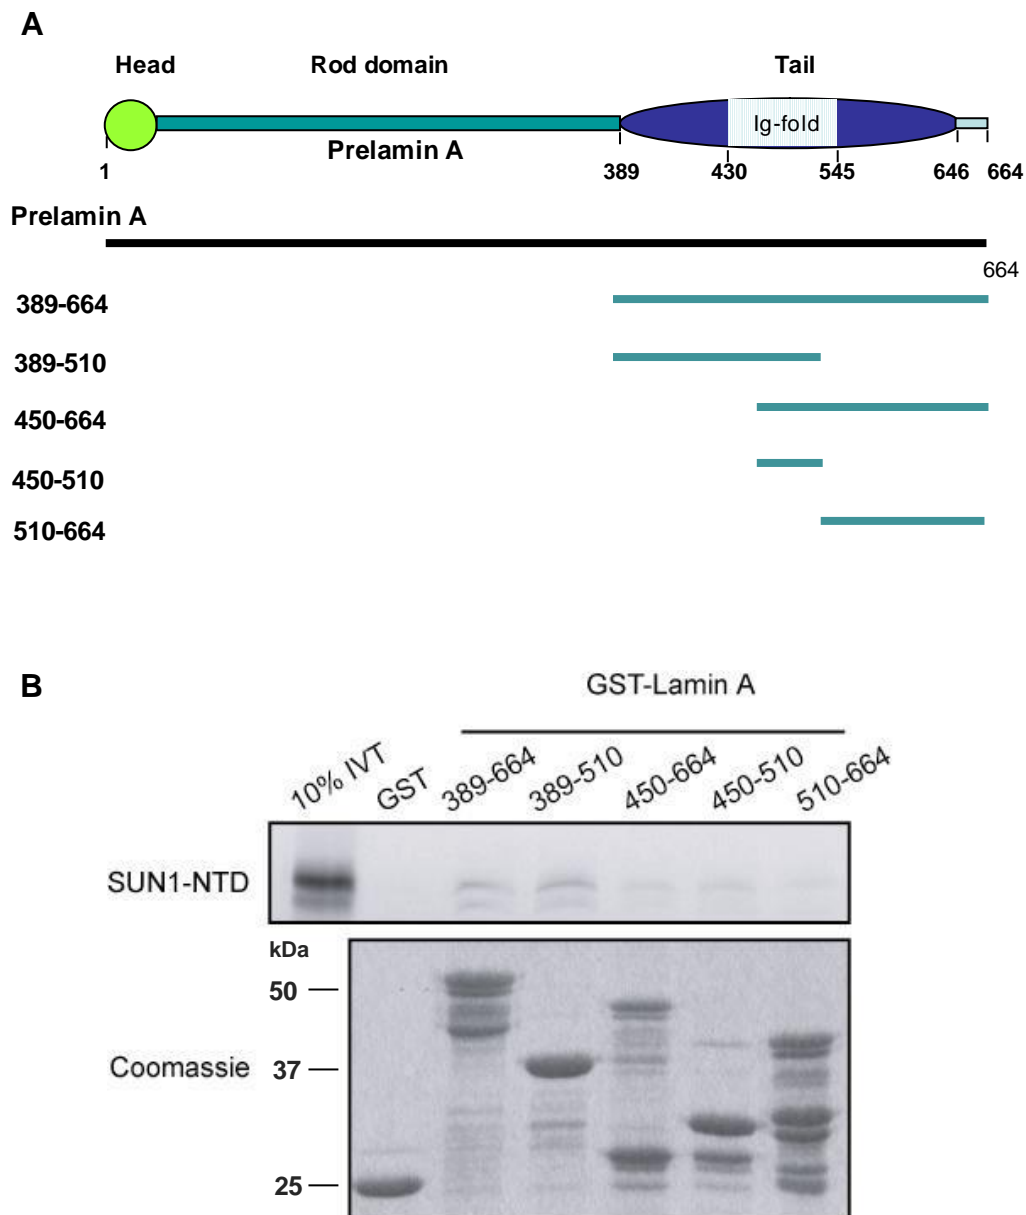 A
Head Rod domain Tail
Ig-fold
Prelamin A
1 389 430 545 646 664
Prelamin A
664
389-664
389-510
450-664
450-510
510-664
B
GST-Lamin A
10% IVT GST 389-664 389-510 450-664 450-510 510-664
SUN1-NTD
kDa
50
Coomassie 37
25